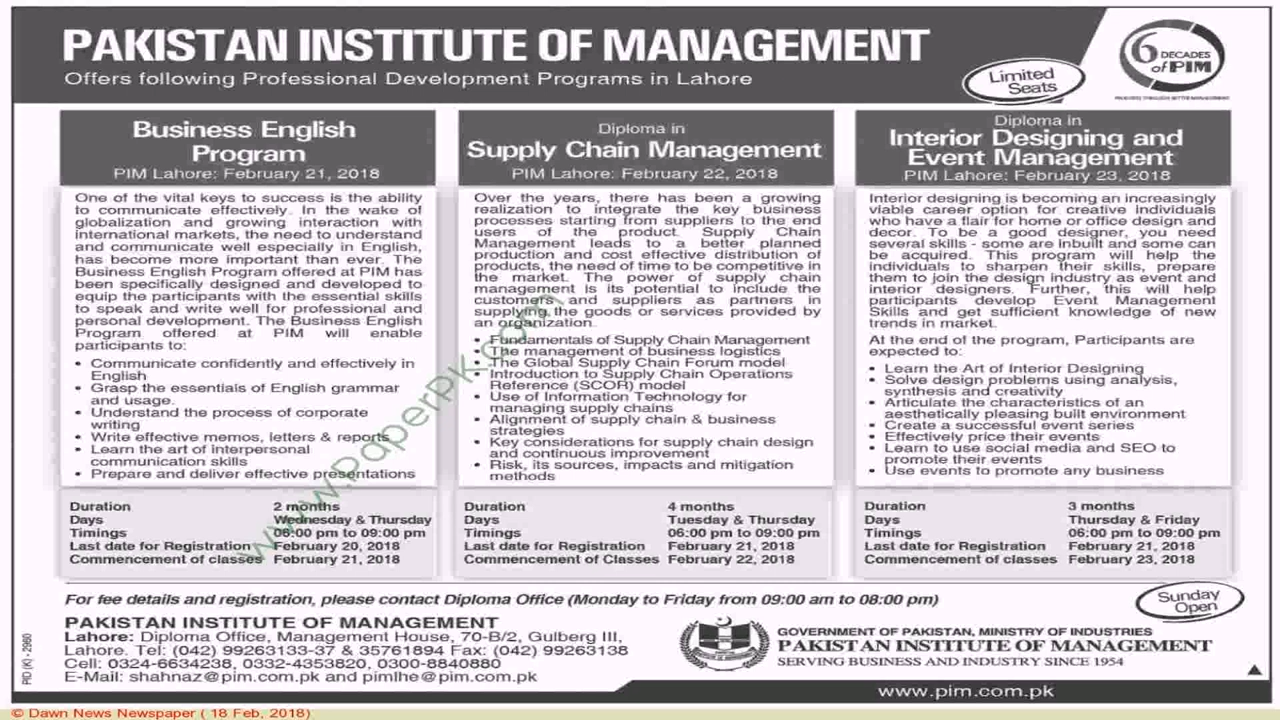 PAKISTAN INSTITUTE OF MANAGEMENT
Offers following Professional Development Programs in Lahore
Limited
Seats
6 DECADES
of PIM
Business English
Program
PIM Lahore: February 21, 2018
One of the vital keys to success is the ability
to communicate effectively. In the wake of
globalization and growing interaction with
international markets, the need to understand
and communicate well especially in English,
has become more important than ever. The
Business English Program offered at PIM has
been specifically designed and developed to
equip the participants with the essential skills
to speak and write well for professional and
personal development. The Business English
Program offered at PIM will enable
participants to:
• Communicate confidently and effectively in
English
• Grasp the essentials of English grammar
and usage.
• Understand the process of corporate
writing
• Write effective memos, letters & reports
• Learn the art of interpersonal
communication skills
• Prepare and deliver effective presentations
Duration 2 months
Days Wednesday & Thursday
Timings 06:00 pm to 09:00 pm
Last date for Registration February 20, 2018
Commencement of classes February 21, 2018
Diploma in
Supply Chain Management
PIM Lahore: February 22, 2018
Over the years, there has been a growing
realization to integrate the key business
processes starting from suppliers to the end
users of the product. Supply Chain
Management leads to a better planned
production and cost effective distribution of
products, the need of time to be competitive in
the market. The power of supply chain
management is its potential to include the
customers and suppliers as partners in
supplying the goods or services provided by
an organization.
• Fundamentals of Supply Chain Management
• The management of business logistics
• The Global Supply Chain Forum model
• Introduction to Supply Chain Operations
Reference (SCOR) model
• Use of Information Technology for
managing supply chains
• Alignment of supply chain & business
strategies
• Key considerations for supply chain design
and continuous improvement
• Risk, its sources, impacts and mitigation
methods
Duration 4 months
Days Tuesday & Thursday
Timings 06:00 pm to 09:00 pm
Last date for Registration February 21, 2018
Commencement of Classes February 22, 2018
Diploma in
Interior Designing and
Event Management
PIM Lahore: February 23, 2018
Interior designing is becoming an increasingly
viable career option for creative individuals
who have a flair for home or office design and
decor. To be a good designer, you need
several skills - some are inbuilt and some can
be acquired. This program will help the
individuals to sharpen their skills, prepare
them to join the design industry as event and
interior designers. Further, this will help
participants develop Event Management
Skills and get sufficient knowledge of new
trends in market.
At the end of the program, Participants are
expected to:
• Learn the Art of Interior Designing
• Solve design problems using analysis,
synthesis and creativity
• Articulate the characteristics of an
aesthetically pleasing built environment
• Create a successful event series
• Effectively price their events
• Learn to use social media and SEO to
promote their events
• Use events to promote any business
Duration 3 months
Days Thursday & Friday
Timings 06:00 pm to 09:00 pm
Last date for Registration February 21, 2018
Commencement of classes February 23, 2018
www.PaperPK.com
For fee details and registration, please contact Diploma Office (Monday to Friday from 09:00 am to 08:00 pm)
Sunday
Open
PAKISTAN INSTITUTE OF MANAGEMENT
Lahore: Diploma Office, Management House, 70-B/2, Gulberg III,
Lahore. Tel: (042) 99263133-37 & 35761894 Fax: (042) 99263138
Cell: 0324-6634238, 0332-4353820, 0300-8840880
E-Mail: shahnaz@pim.com.pk and pimlhe@pim.com.pk
PID (K) - 2960
GOVERNMENT OF PAKISTAN, MINISTRY OF INDUSTRIES
PAKISTAN INSTITUTE OF MANAGEMENT
SERVING BUSINESS AND INDUSTRY SINCE 1954
www.pim.com.pk
© Dawn News Newspaper ( 18 Feb, 2018)